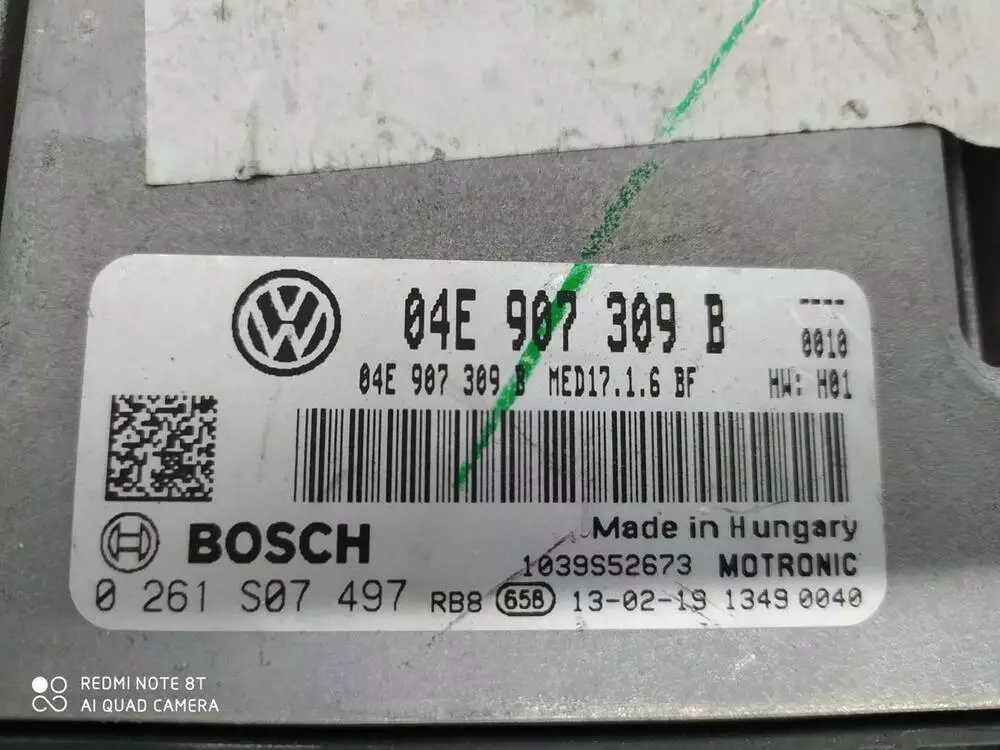 04E 907 309 B ----
0010
04E 907 309 B MED17.1.6 BF HW: H01
BOSCH Made in Hungary
1039S52673 MOTRONIC
0 261 S07 497 RB8 65B 13-02-19 1349 0040
REDMI NOTE 8T
AI QUAD CAMERA